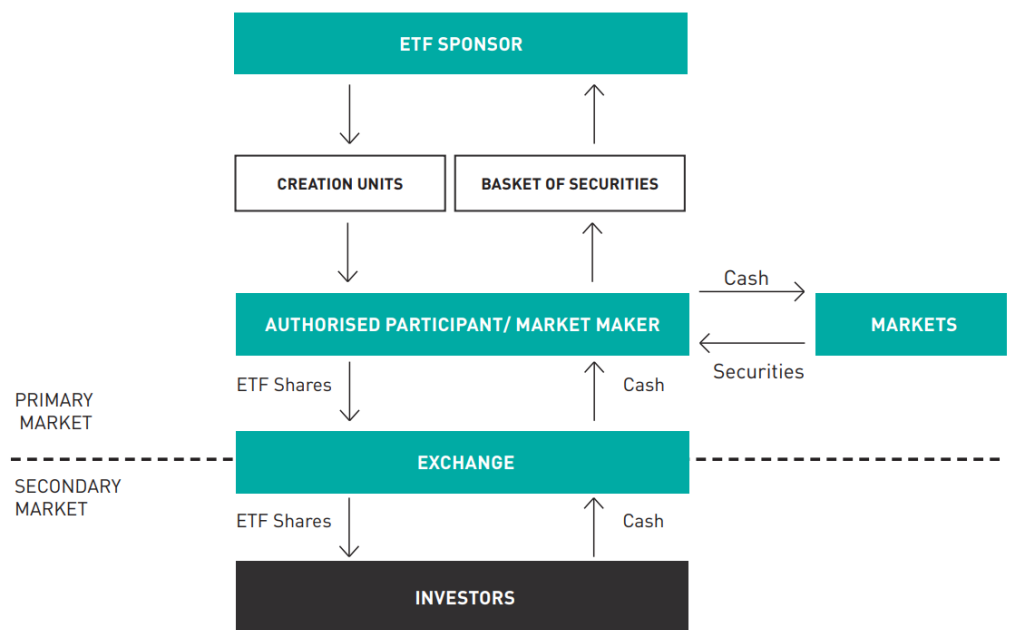 ETF SPONSOR
CREATION UNITS
BASKET OF SECURITIES
Cash
AUTHORISED PARTICIPANT/ MARKET MAKER
MARKETS
Securities
ETF Shares
Cash
PRIMARY
MARKET
EXCHANGE
SECONDARY
MARKET
ETF Shares
Cash
INVESTORS